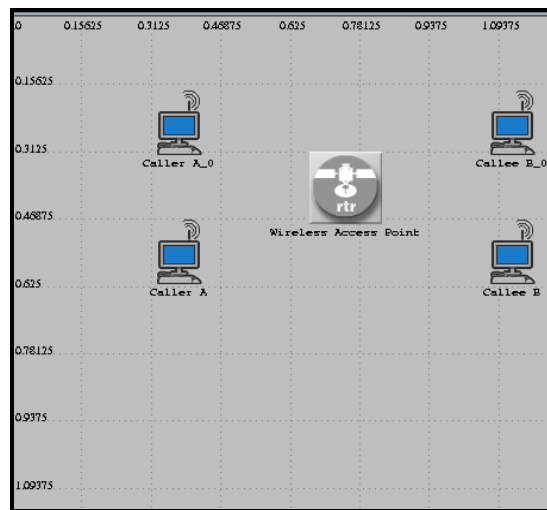 .0 0.15625 0.3125 0.46875 0.625 0.78125 0.9375 1.09375
0.15625
0.3125
Caller A_0 Callee B_0
rtr
0.46875
Wireless Access Point
0.625
Caller A Callee B
0.78125
0.9375
1.09375